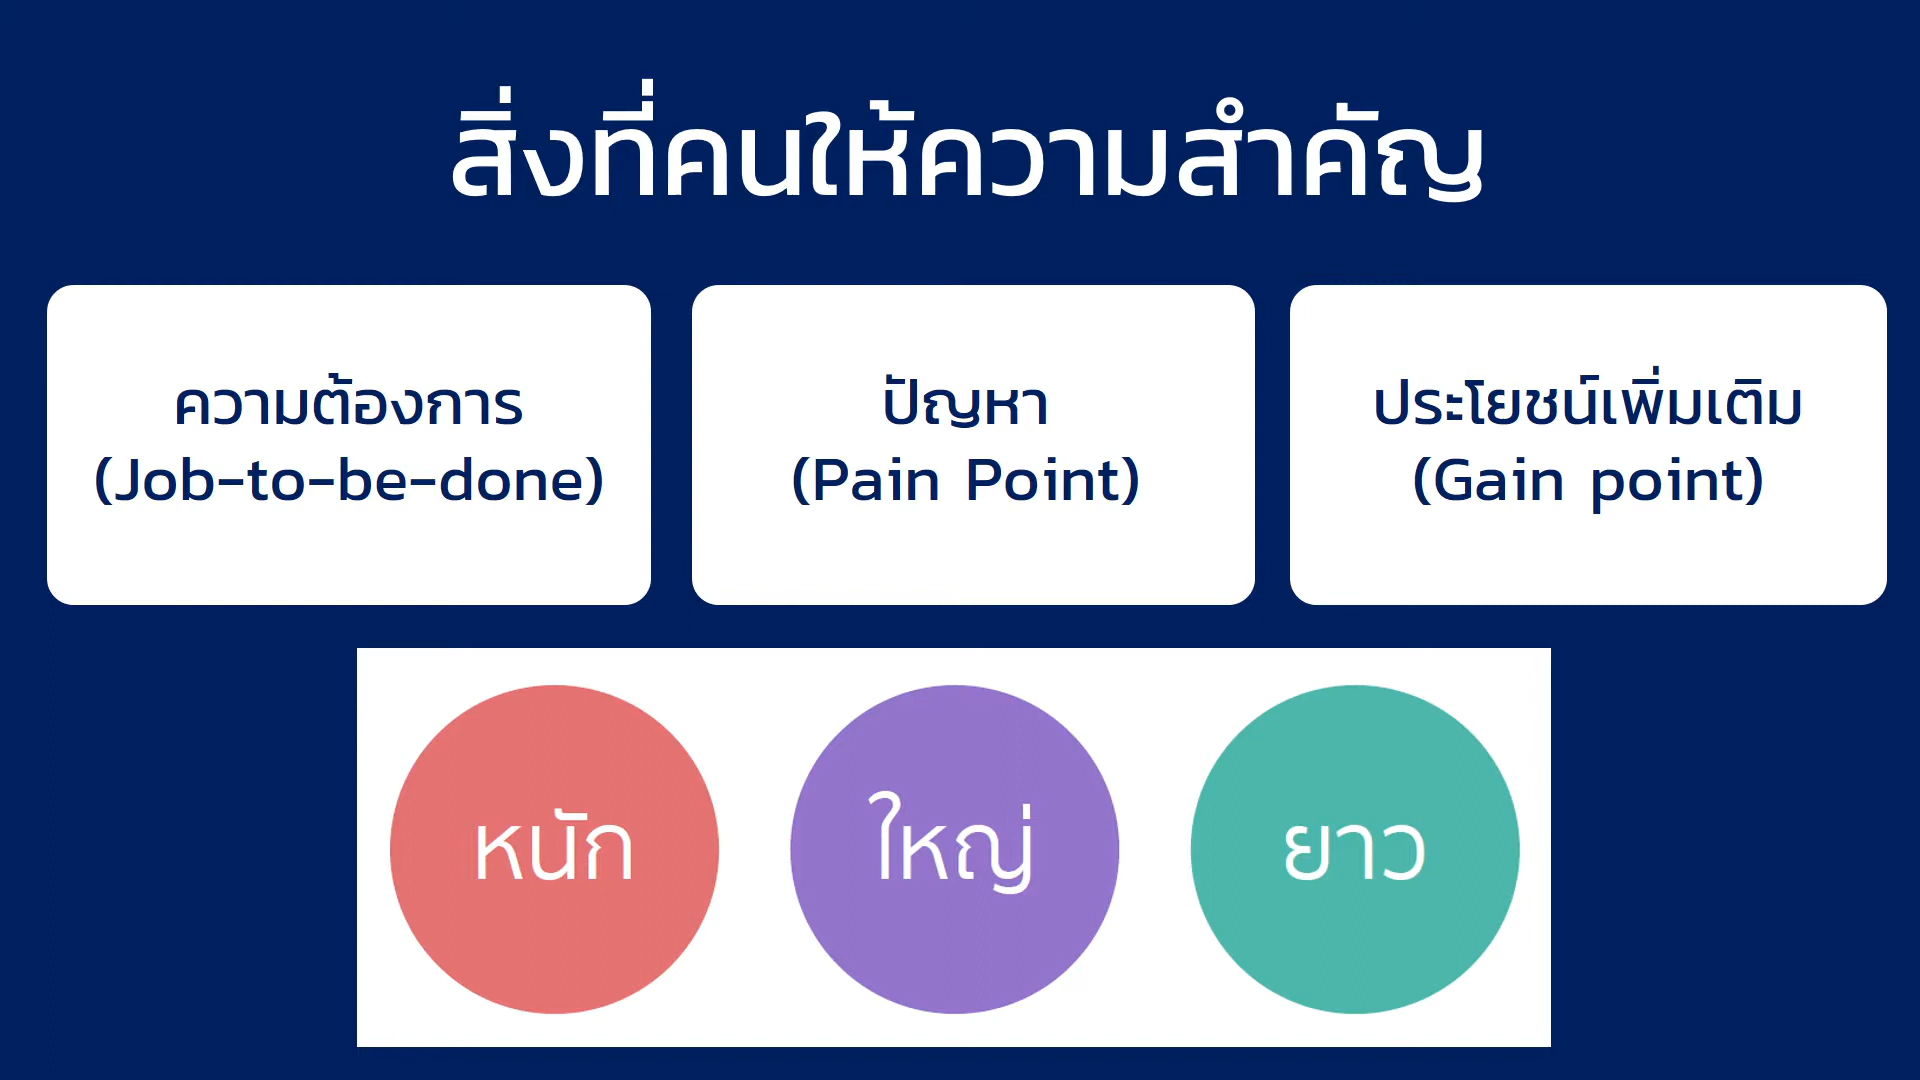 สิ่งที่คนให้ความสำคัญ
ความต้องการ
(Job-to-be-done)
ปัญหา
(Pain Point)
ประโยชน์เพิ่มเติม
(Gain point)
หนัก
ใหญ่
ยาว